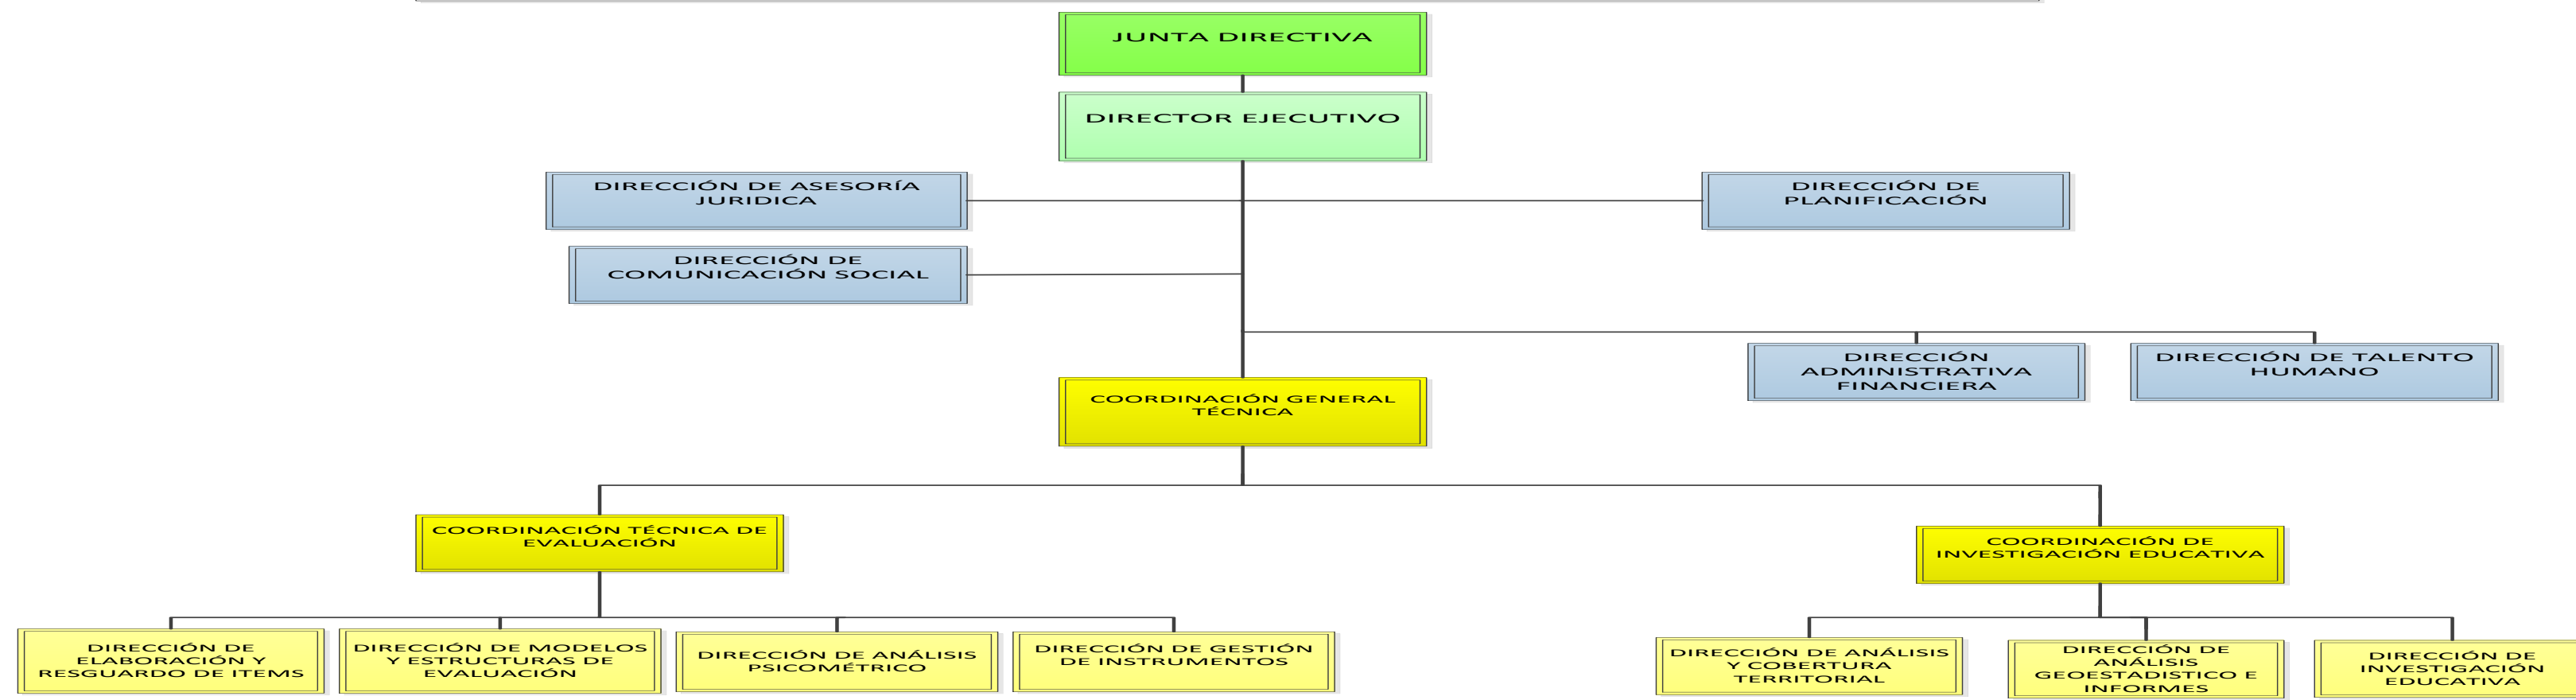 JUNTA DIRECTIVA
DIRECTOR EJECUTIVO
DIRECCIÓN DE ASESORÍA
JURIDICA
DIRECCIÓN DE
PLANIFICACIÓN
DIRECCIÓN DE
COMUNICACIÓN SOCIAL
DIRECCIÓN
ADMINISTRATIVA
FINANCIERA
DIRECCIÓN DE TALENTO
HUMANO
COORDINACIÓN GENERAL
TÉCNICA
COORDINACIÓN TÉCNICA DE
EVALUACIÓN
COORDINACIÓN DE
INVESTIGACIÓN EDUCATIVA
DIRECCIÓN DE
ELABORACIÓN Y
RESGUARDO DE ITEMS
DIRECCIÓN DE MODELOS
Y ESTRUCTURAS DE
EVALUACIÓN
DIRECCIÓN DE ANÁLISIS
PSICOMÉTRICO
DIRECCIÓN DE GESTIÓN
DE INSTRUMENTOS
DIRECCIÓN DE ANÁLISIS
Y COBERTURA
TERRITORIAL
DIRECCIÓN DE
ANÁLISIS
GEOESTADISTICO E
INFORMES
DIRECCIÓN DE
INVESTIGACIÓN
EDUCATIVA